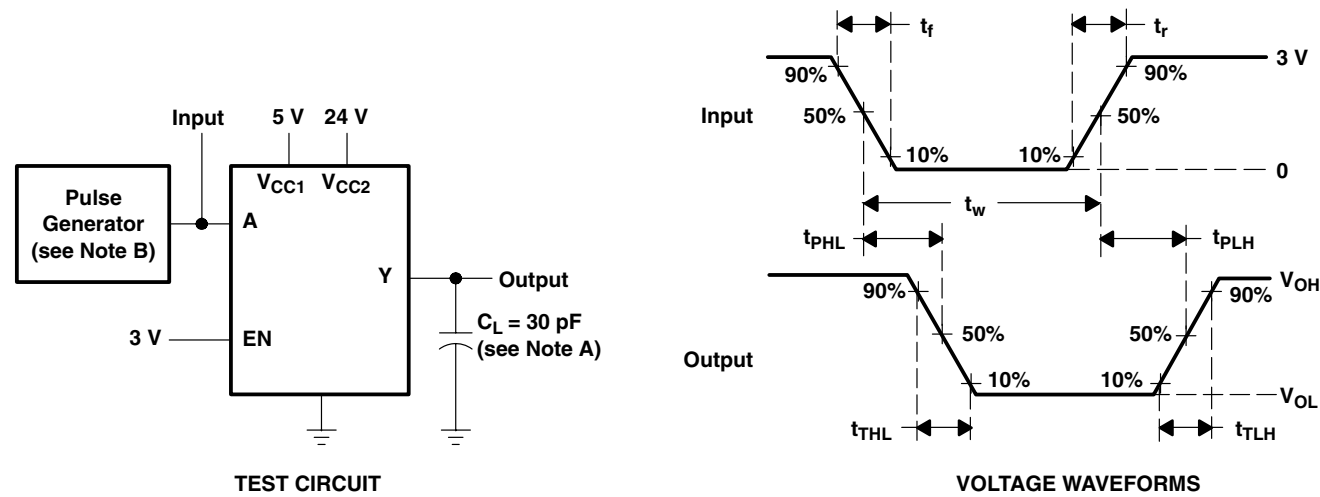 Input
5 V
24 V
Pulse
Generator
(see Note B)
VCC1
VCC2
A
Y
Output
3 V
EN
CL = 30 pF
(see Note A)
TEST CIRCUIT
tf
tr
3 V
90%
90%
Input
50%
50%
10%
10%
0
tw
tPHL
tPLH
VOH
90%
90%
50%
50%
Output
10%
10%
VOL
tTHL
tTLH
VOLTAGE WAVEFORMS